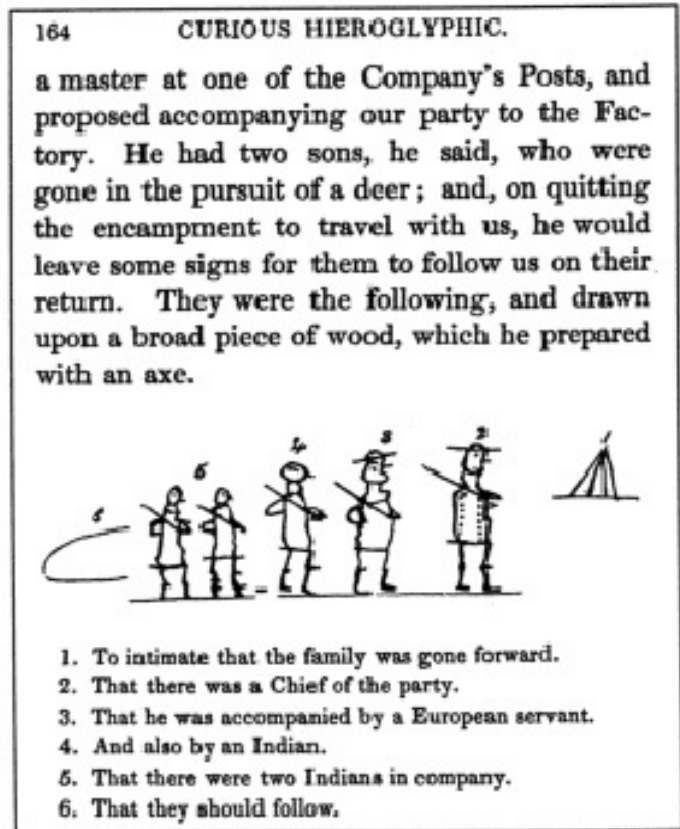 164 CURIOUS HIEROGLYPHIC.
a master at one of the Company's Posts, and
proposed accompanying our party to the Fac-
tory. He had two sons, he said, who were
gone in the pursuit of a deer; and, on quitting
the encampment to travel with us, he would
leave some signs for them to follow us on their
return. They were the following, and drawn
upon a broad piece of wood, which he prepared
with an axe.
6 5 4 3 2 1
1. To intimate that the family was gone forward.
2. That there was a Chief of the party.
3. That he was accompanied by a European servant.
4. And also by an Indian.
5. That there were two Indians in company.
6. That they should follow.